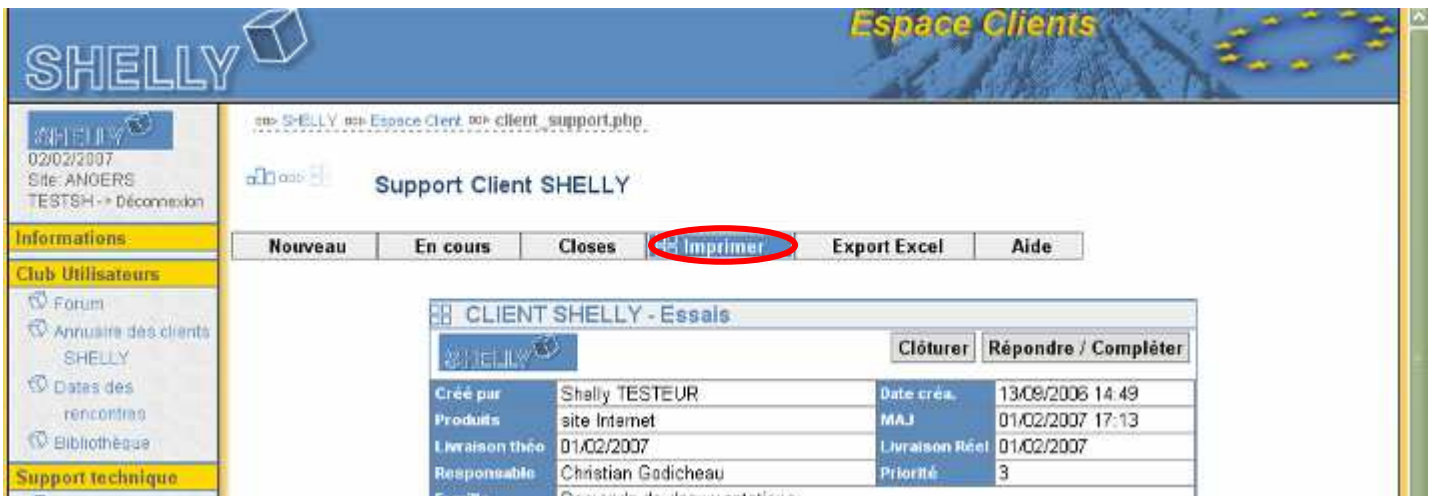 SHELLY
Espace Clients
SHELLY
02/02/2007
Site: ANGERS
TESTSH -> Déconnexion
SHELLY Espace Client client_support.php
Support Client SHELLY
Informations
Nouveau En cours Closes Imprimer Export Excel Aide
Club Utilisateurs
Forum
Annuaire des clients
SHELLY
Dates des
rencontres
Bibliothèque
Support technique
CLIENT SHELLY - Essais
SHELLY
Clôturer Répondre / Compléter
Créé par Shelly TESTEUR Date créa. 13/09/2006 14:49
Produits site Internet MAJ 01/02/2007 17:13
Livraison théo 01/02/2007 Livraison Réel 01/02/2007
Responsable Christian Godicheau Priorité 3